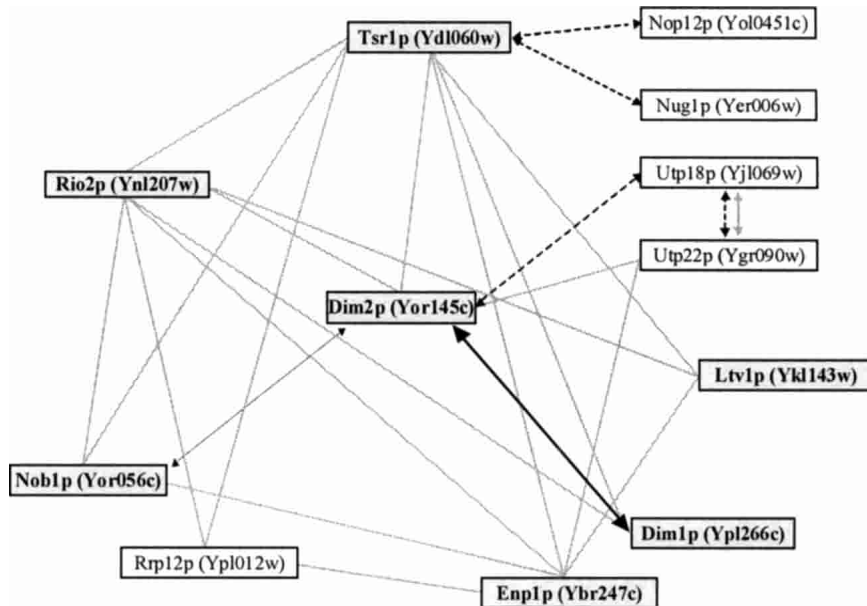 Tsr1p (Ydl060w)
Nop12p (Yol0451c)
Nug1p (Yer006w)
Utp18p (Yjl069w)
Rio2p (Ynl207w)
Utp22p (Ygr090w)
Dim2p (Yor145c)
Ltv1p (Ykl143w)
Nob1p (Yor056c)
Dim1p (Ypl266c)
Rrp12p (Ypl012w)
Enp1p (Ybr247c)